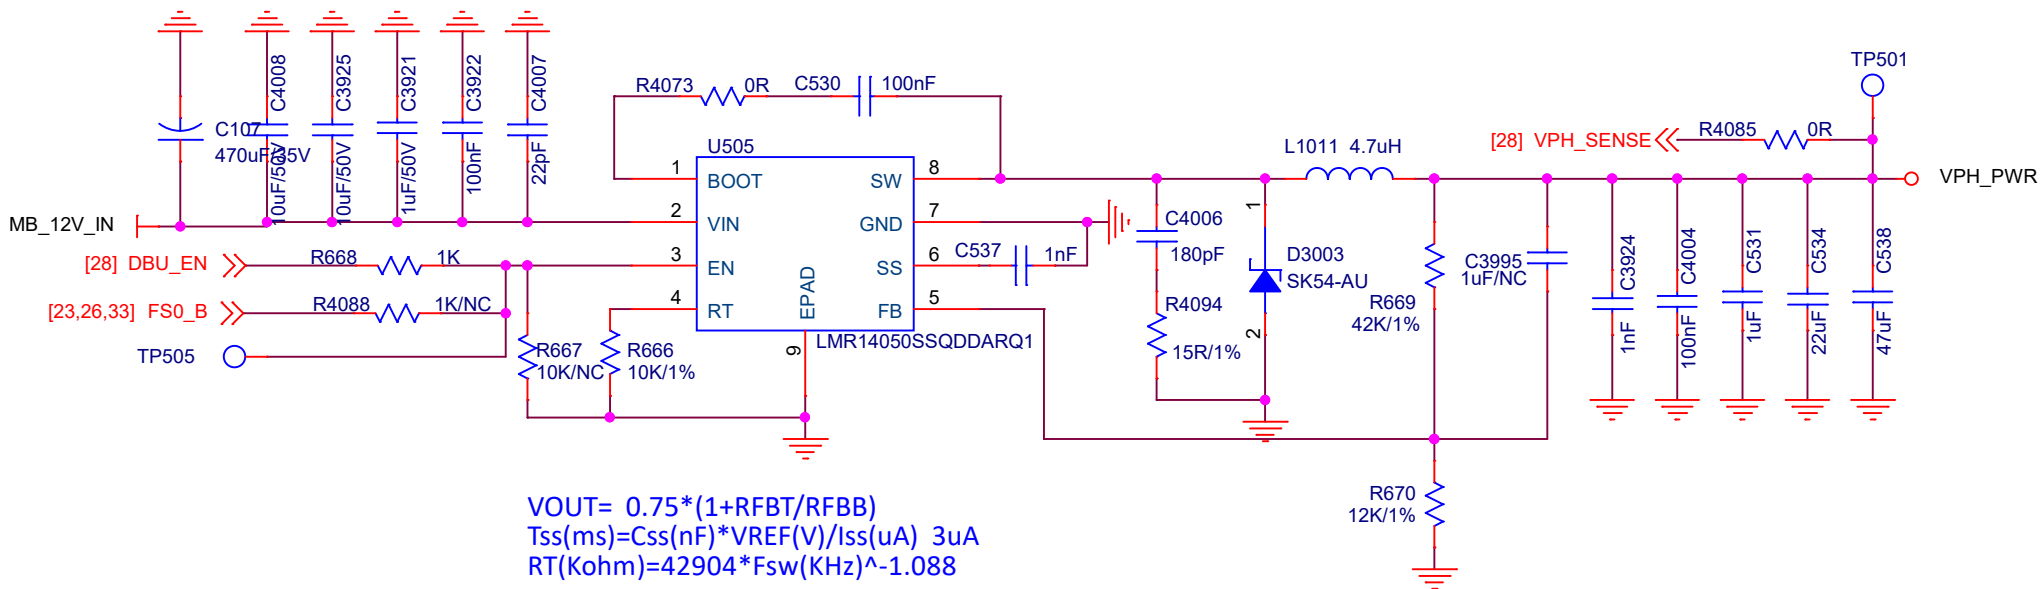 TP501
C4008
C3925
C3921
C3922
C4007
10uF/50V
10uF/50V
1uF/50V
100nF
22pF
C107
470uF/35V
R4073 0R C530 100nF
U505
[28] VPH_SENSE R4085 0R
L1011 4.7uH
1 BOOT SW 8
VPH_PWR
MB_12V_IN
2 VIN GND 7
C4006
180pF
1
[28] DBU_EN R668 1K
3 EN SS 6
C537 1nF
D3003
SK54-AU
C3995
1uF/NC
C3924
C4004
C531
C534
C538
1nF
100nF
1uF
22uF
47uF
[23,26,33] FS0_B R4088 1K/NC
4 RT FB 5
EPAD
9
R4094
15R/1%
2
R669
42K/1%
LMR14050SSQDDARQ1
TP505
R667
10K/NC
R666
10K/1%
R670
12K/1%
VOUT= 0.75*(1+RFBT/RFBB)
Tss(ms)=Css(nF)*VREF(V)/Iss(uA) 3uA
RT(Kohm)=42904*Fsw(KHz)^-1.088